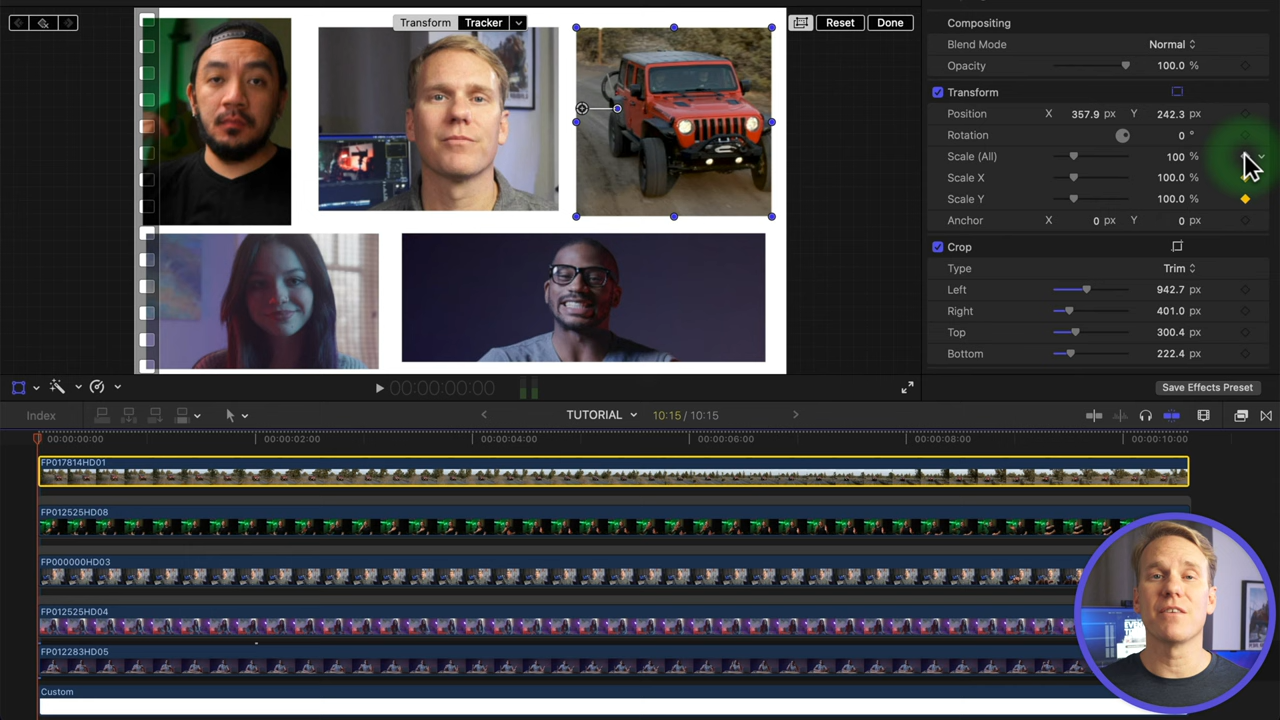 Transform Tracker
Reset
Done
Compositing
Blend Mode Normal
Opacity 100.0 %
Transform
Position X 357.9 px Y 242.3 px
Rotation 0 °
Scale (All) 100 %
Scale X 100.0 %
Scale Y 100.0 %
Anchor X 0 px Y 0 px
Crop
Type Trim
Left 942.7 px
Right 401.0 px
Top 300.4 px
Bottom 222.4 px
00:00:00:00
Save Effects Preset
Index
TUTORIAL
10:15 / 10:15
00:00:00:00 00:00:02:00 00:00:04:00 00:00:06:00 00:00:08:00 00:00:10:00
FP017814HD01
FP012525HD08
FP000000HD03
FP012525HD04
FP012283HD05
Custom